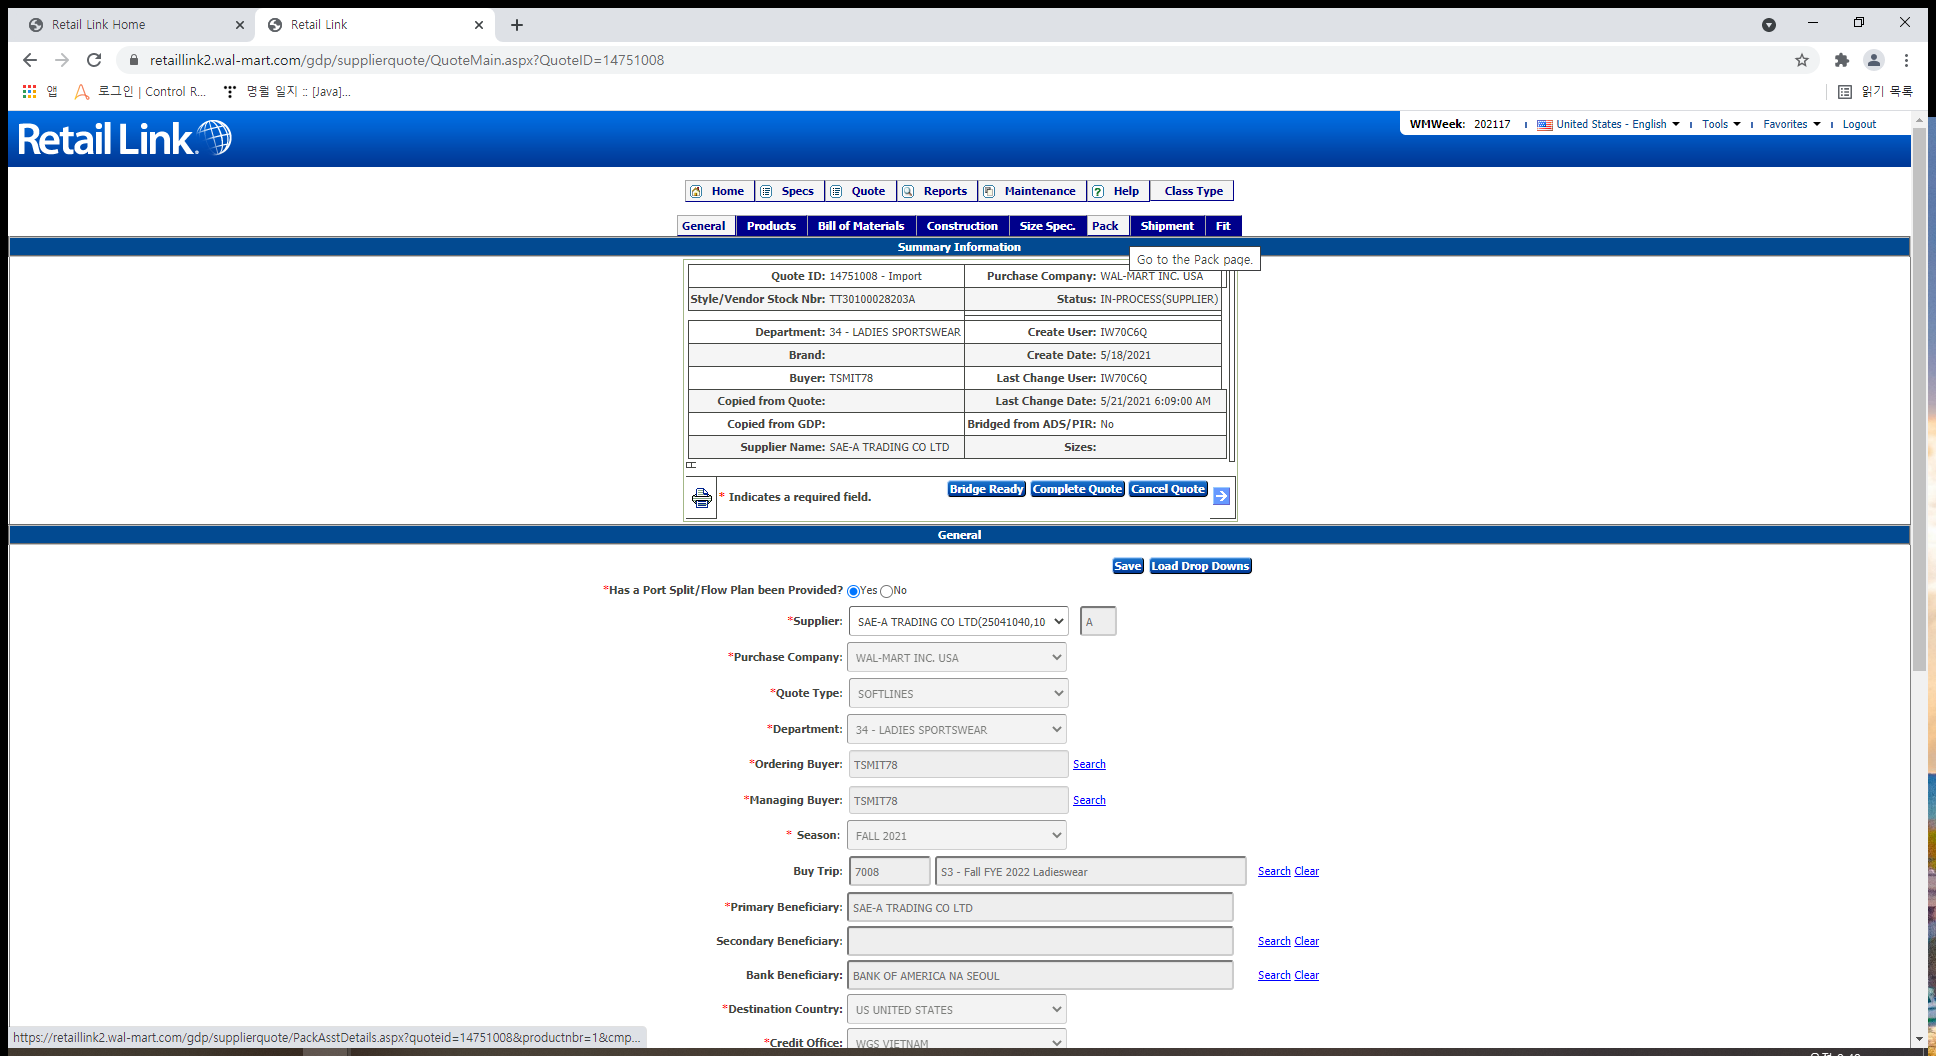 Retail Link Home
Retail Link
retaillink2.wal-mart.com/gdp/supplierquote/QuoteMain.aspx?QuoteID=14751008
앱 로그인 | Control R... 명월 일지 :: [Java]... 읽기 목록
Retail Link.
WMWeek: 202117 United States - English Tools Favorites Logout
Home Specs Quote Reports Maintenance Help Class Type
General Products Bill of Materials Construction Size Spec. Pack Shipment Fit
Summary Information
Go to the Pack page.
Quote ID: 14751008 - Import Purchase Company: WAL-MART INC. USA
Style/Vendor Stock Nbr: TT30100028203A Status: IN-PROCESS(SUPPLIER)
Department: 34 - LADIES SPORTSWEAR Create User: IW70C6Q
Brand: Create Date: 5/18/2021
Buyer: TSMIT78 Last Change User: IW70C6Q
Copied from Quote: Last Change Date: 5/21/2021 6:09:00 AM
Copied from GDP: Bridged from ADS/PIR: No
Supplier Name: SAE-A TRADING CO LTD Sizes:
* Indicates a required field. Bridge Ready Complete Quote Cancel Quote
General
Save Load Drop Downs
*Has a Port Split/Flow Plan been Provided? Yes No
*Supplier: SAE-A TRADING CO LTD(25041040,10 A
*Purchase Company: WAL-MART INC. USA
*Quote Type: SOFTLINES
*Department: 34 - LADIES SPORTSWEAR
*Ordering Buyer: TSMIT78 Search
*Managing Buyer: TSMIT78 Search
* Season: FALL 2021
Buy Trip: 7008 S3 - Fall FYE 2022 Ladieswear Search Clear
*Primary Beneficiary: SAE-A TRADING CO LTD
Secondary Beneficiary: Search Clear
Bank Beneficiary: BANK OF AMERICA NA SEOUL Search Clear
*Destination Country: US UNITED STATES
*Credit Office: WGS VIETNAM
https://retaillink2.wal-mart.com/gdp/supplierquote/PackAsstDetails.aspx?quoteid=14751008&productnbr=1&cmp...